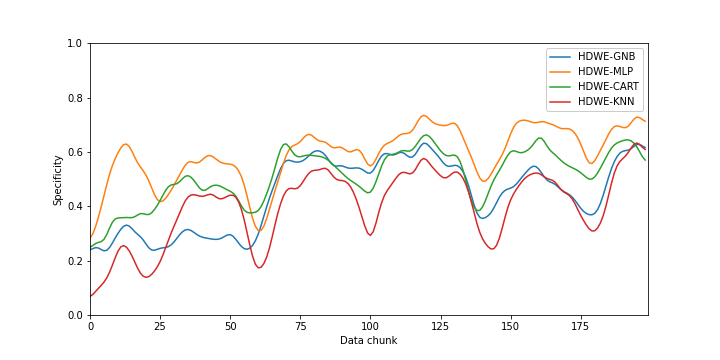 1.0
0.8
0.6
0.4
0.2
0.0
Specificity
HDWE-GNB
HDWE-MLP
HDWE-CART
HDWE-KNN
0 25 50 75 100 125 150 175
Data chunk